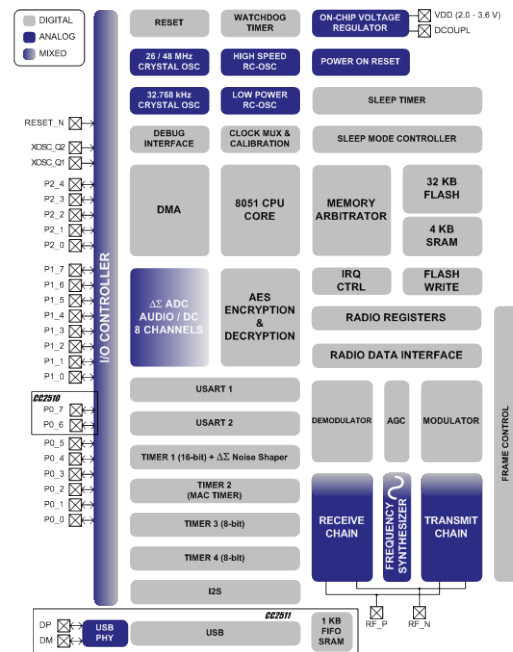 DIGITAL
ANALOG
MIXED
RESET
WATCHDOG
TIMER
ON-CHIP VOLTAGE
REGULATOR
VDD (2.0 - 3.6 V)
DCOUPL
26 / 48 MHz
CRYSTAL OSC
HIGH SPEED
RC-OSC
POWER ON RESET
32.768 kHz
CRYSTAL OSC
LOW POWER
RC-OSC
SLEEP TIMER
DEBUG
INTERFACE
CLOCK MUX &
CALIBRATION
SLEEP MODE CONTROLLER
RESET_N
XOSC_Q2
XOSC_Q1
P2_4
P2_3
P2_2
P2_1
P2_0
P1_7
P1_6
P1_5
P1_4
P1_3
P1_2
P1_1
P1_0
CC2510
P0_7
P0_6
P0_5
P0_4
P0_3
P0_2
P0_1
P0_0
I/O CONTROLLER
DMA
8051 CPU
CORE
MEMORY
ARBITRATOR
32 KB
FLASH
4 KB
SRAM
ΔΣ ADC
AUDIO / DC
8 CHANNELS
AES
ENCRYPTION
&
DECRYPTION
IRQ
CTRL
FLASH
WRITE
RADIO REGISTERS
RADIO DATA INTERFACE
USART 1
USART 2
TIMER 1 (16-bit) + ΔΣ Noise Shaper
TIMER 2
(MAC TIMER)
TIMER 3 (8-bit)
TIMER 4 (8-bit)
I2S
DEMODULATOR
AGC
MODULATOR
FRAME CONTROL
RECEIVE
CHAIN
FREQUENCY
SYNTHESIZER
TRANSMIT
CHAIN
RF_P
RF_N
CC2511
DP
DM
USB
PHY
USB
1 KB
FIFO
SRAM